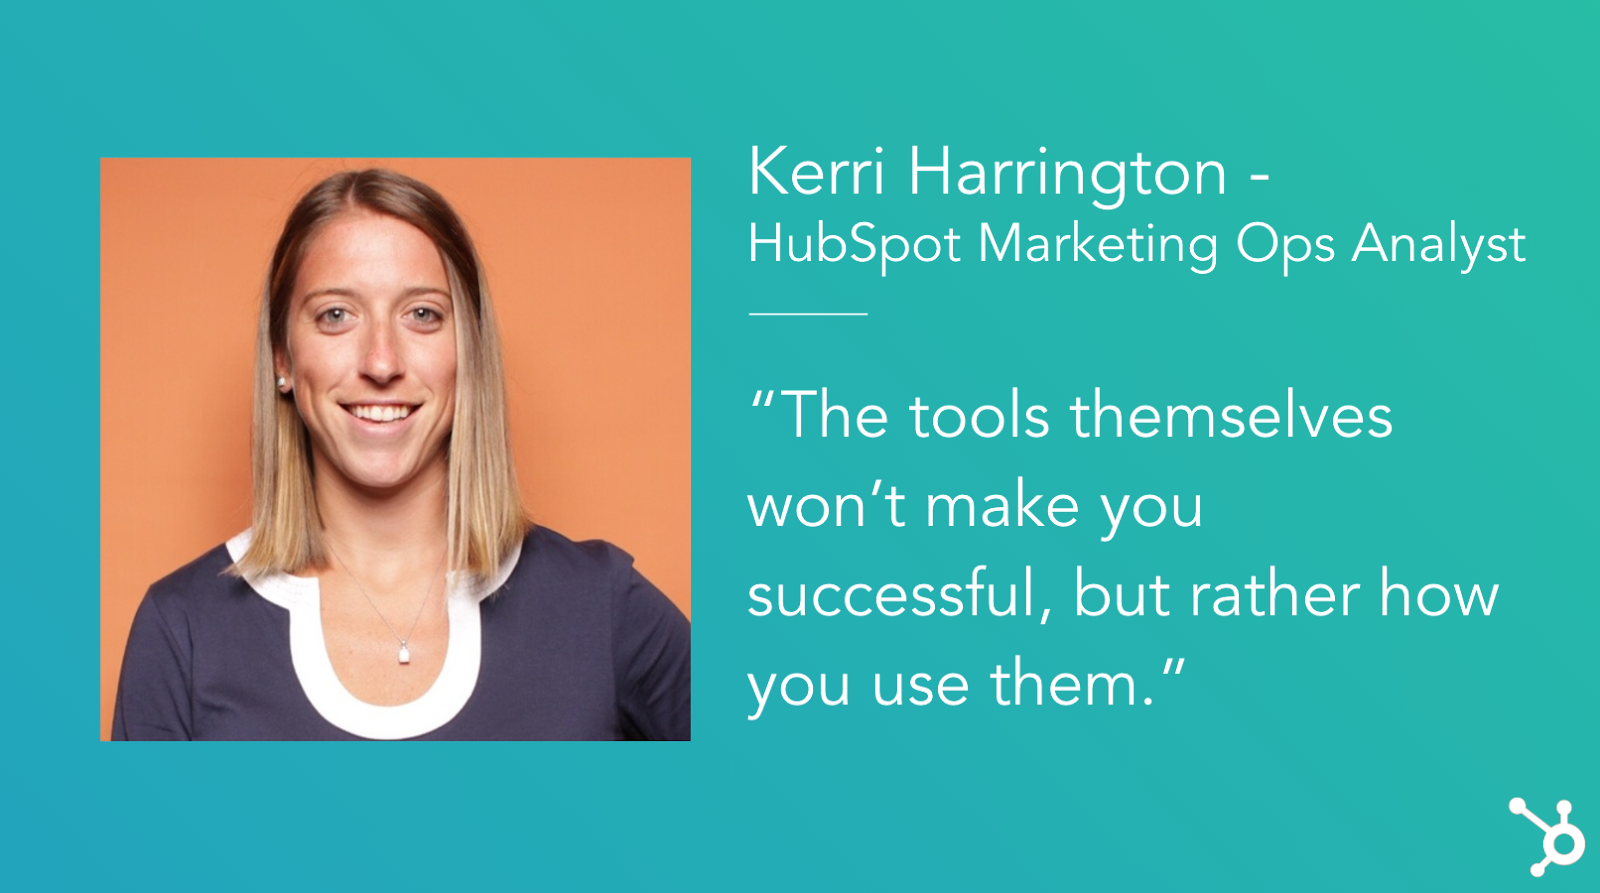 Kerri Harrington -
HubSpot Marketing Ops Analyst
“The tools themselves
won’t make you
successful, but rather how
you use them.”